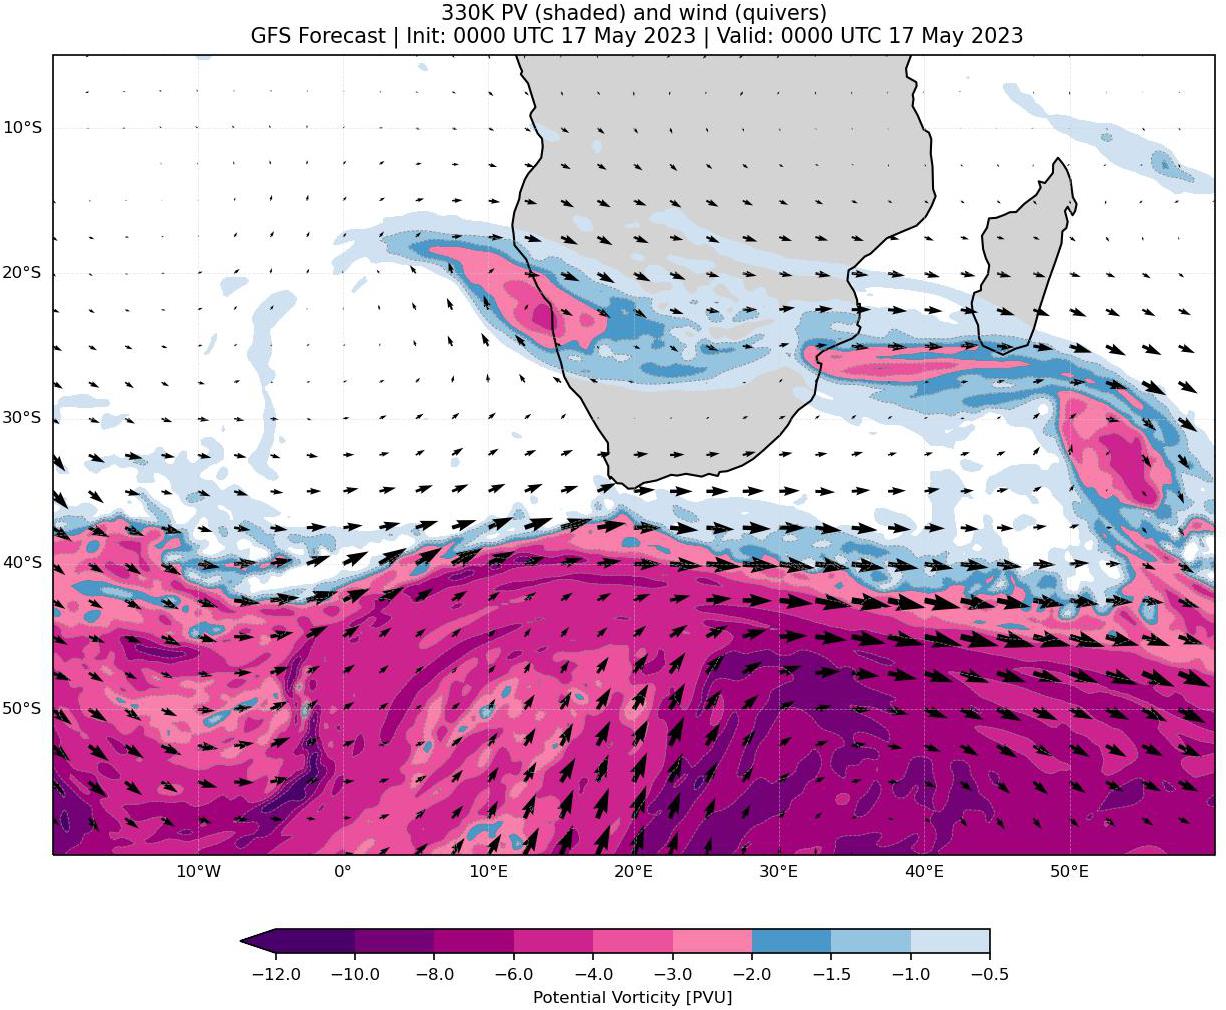 330K PV (shaded) and wind (quivers)
GFS Forecast | Init: 0000 UTC 17 May 2023 | Valid: 0000 UTC 17 May 2023
10°S
20°S
30°S
40°S
50°S
10°W 0° 10°E 20°E 30°E 40°E 50°E
−12.0 −10.0 −8.0 −6.0 −4.0 −3.0 −2.0 −1.5 −1.0 −0.5
Potential Vorticity [PVU]